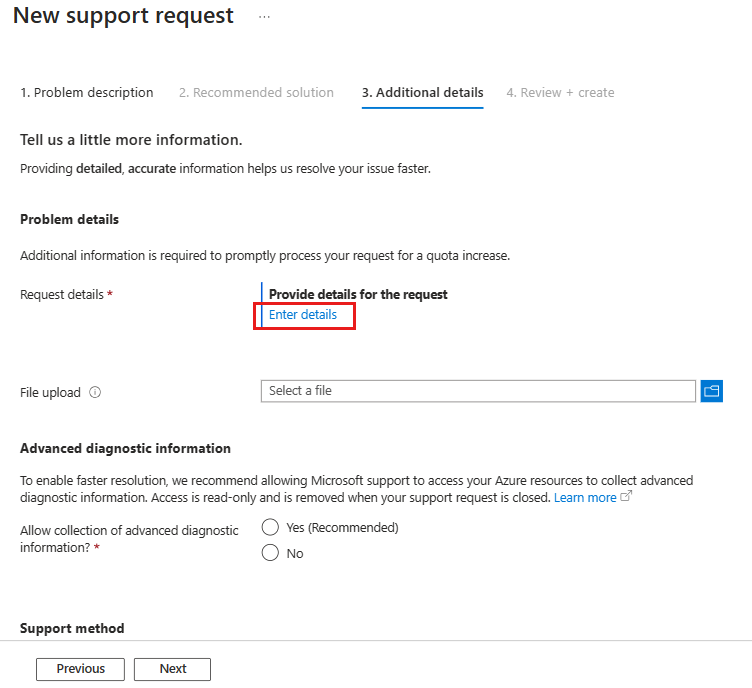 New support request ...
1. Problem description 2. Recommended solution 3. Additional details 4. Review + create
Tell us a little more information.
Providing detailed, accurate information helps us resolve your issue faster.
Problem details
Additional information is required to promptly process your request for a quota increase.
Request details * Provide details for the request
Enter details
File upload Select a file
Advanced diagnostic information
To enable faster resolution, we recommend allowing Microsoft support to access your Azure resources to collect advanced
diagnostic information. Access is read-only and is removed when your support request is closed. Learn more
Allow collection of advanced diagnostic
information? *
Yes (Recommended)
No
Support method
Previous Next